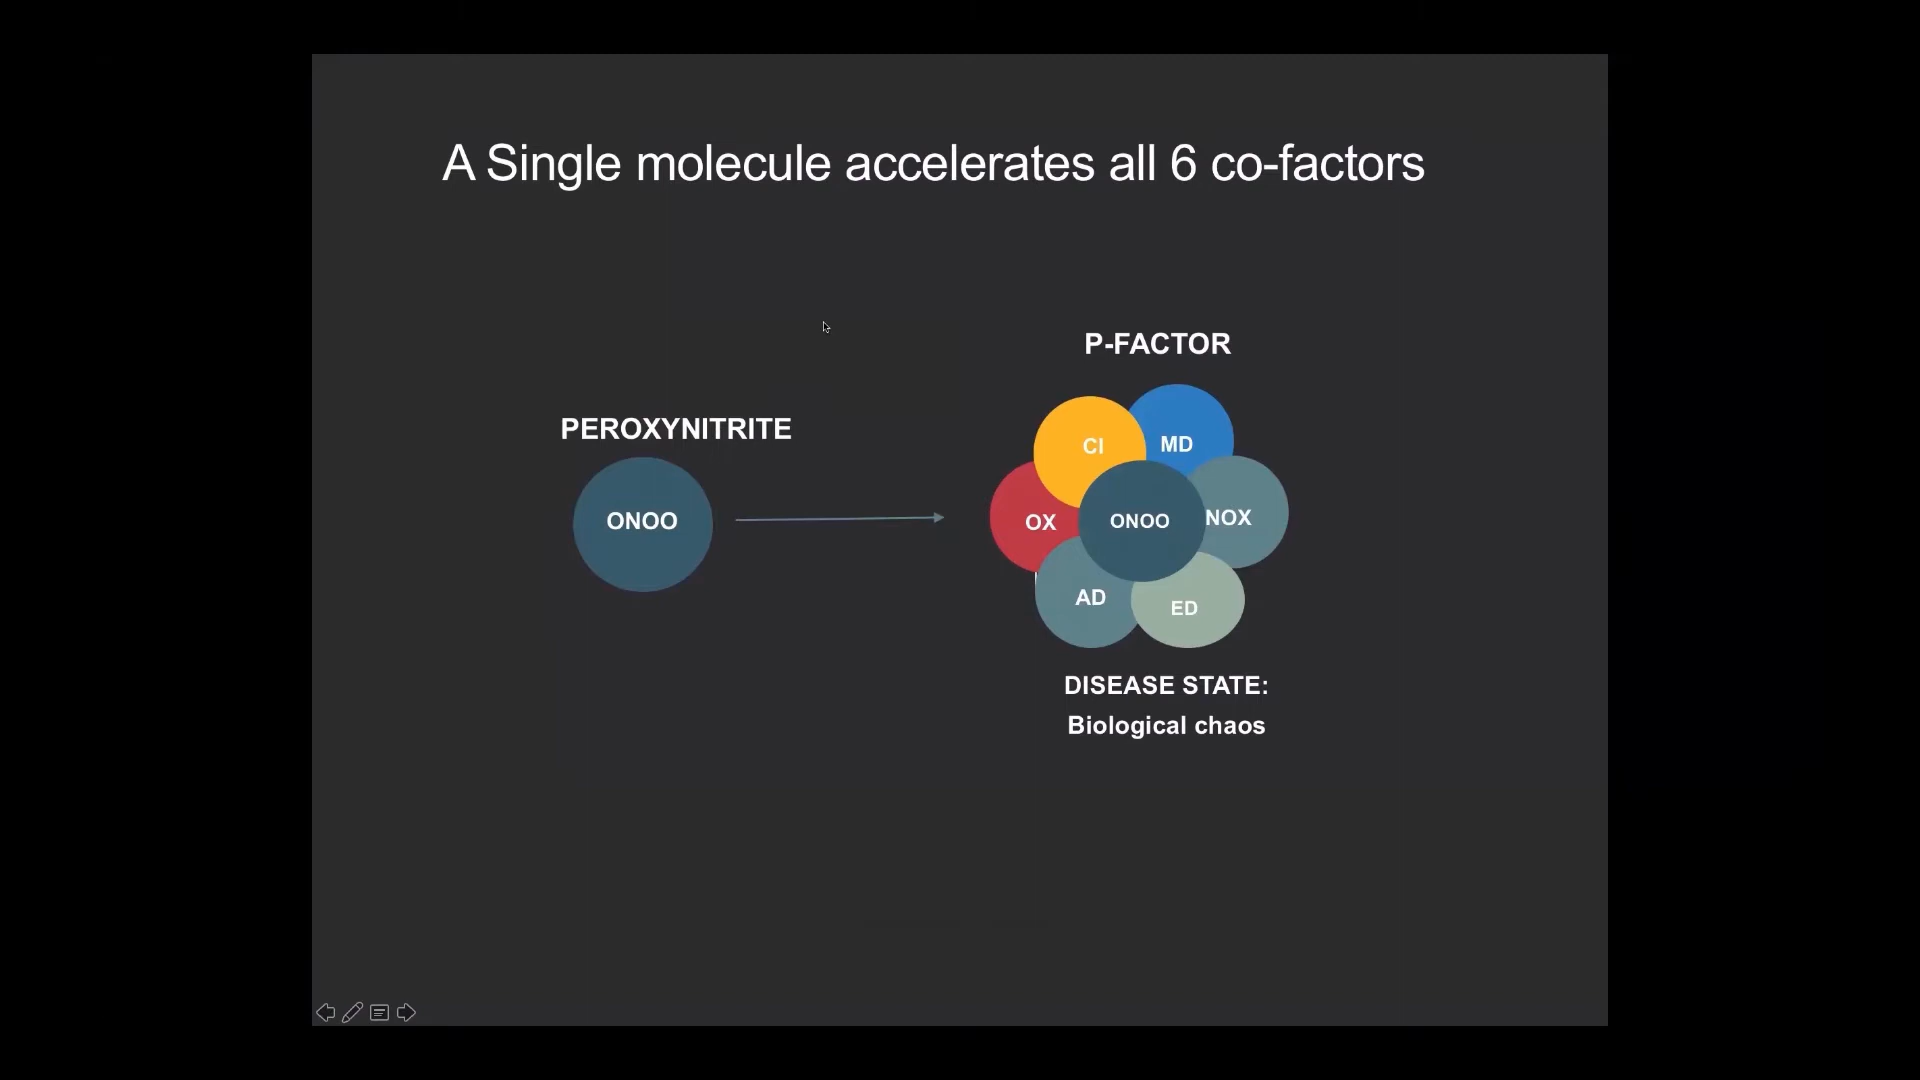 A Single molecule accelerates all 6 co-factors
PEROXYNITRITE
ONOO
P-FACTOR
CI
MD
OX
ONOO
NOX
AD
ED
DISEASE STATE:
Biological chaos